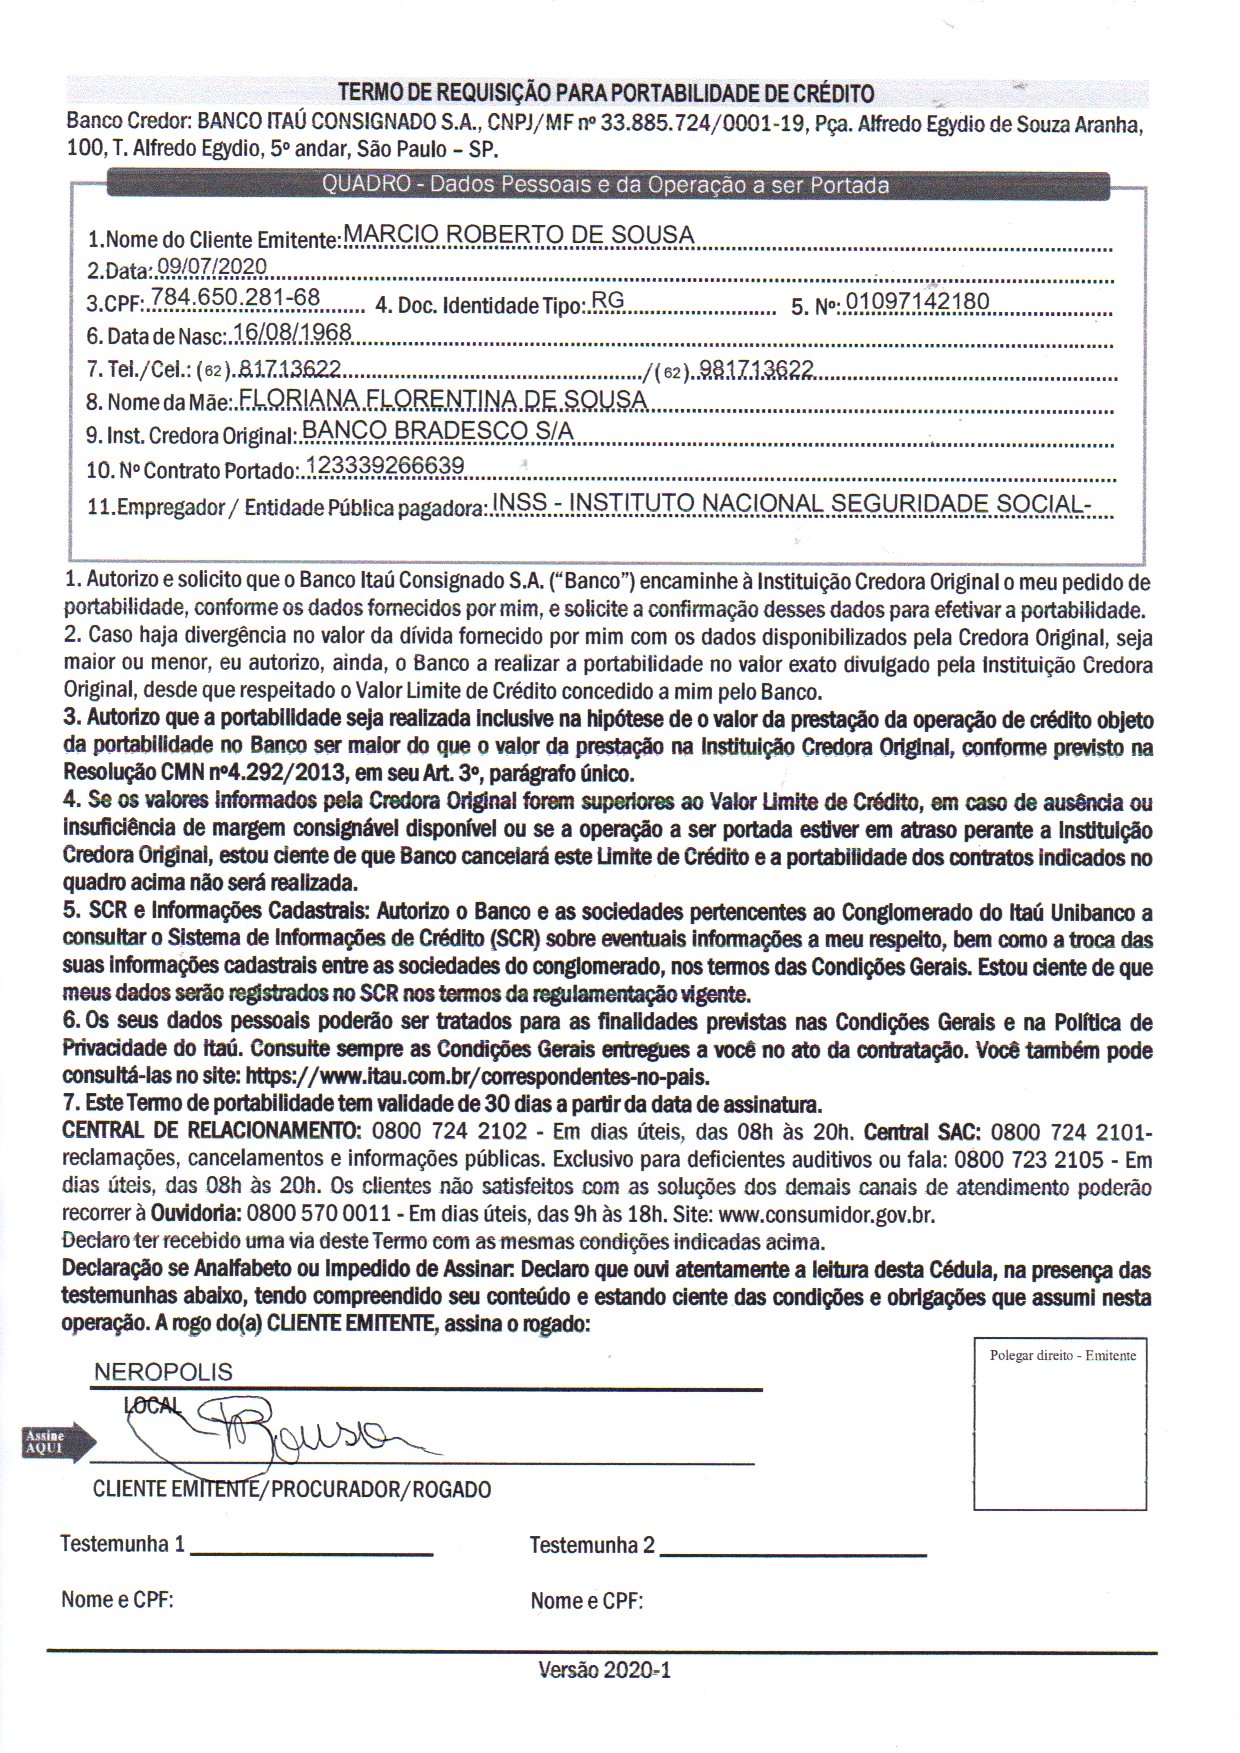 TERMO DE REQUISIÇÃO PARA PORTABILIDADE DE CRÉDITO
Banco Credor: BANCO ITAÚ CONSIGNADO S.A., CNPJ/MF nº 33.885.724/0001-19, Pça. Alfredo Egydio de Souza Aranha,
100, T. Alfredo Egydio, 5º andar, São Paulo – SP.
QUADRO - Dados Pessoais e da Operação a ser Portada
1.Nome do Cliente Emitente: MARCIO ROBERTO DE SOUSA
2.Data: 09/07/2020
3.CPF: 784.650.281-68 4. Doc. Identidade Tipo: RG 5. Nº: 01097142180
6. Data de Nasc: 16/08/1968
7. Tel./Cel.: (62) 81713622 /(62) 981713622
8. Nome da Mãe: FLORIANA FLORENTINA DE SOUSA
9. Inst. Credora Original: BANCO BRADESCO S/A
10. Nº Contrato Portado: 123339266639
11.Empregador / Entidade Pública pagadora: INSS - INSTITUTO NACIONAL SEGURIDADE SOCIAL-
1. Autorizo e solicito que o Banco Itaú Consignado S.A. (“Banco”) encaminhe à Instituição Credora Original o meu pedido de
portabilidade, conforme os dados fornecidos por mim, e solicite a confirmação desses dados para efetivar a portabilidade.
2. Caso haja divergência no valor da dívida fornecido por mim com os dados disponibilizados pela Credora Original, seja
maior ou menor, eu autorizo, ainda, o Banco a realizar a portabilidade no valor exato divulgado pela Instituição Credora
Original, desde que respeitado o Valor Limite de Crédito concedido a mim pelo Banco.
3. Autorizo que a portabilidade seja realizada inclusive na hipótese de o valor da prestação da operação de crédito objeto
da portabilidade no Banco ser maior do que o valor da prestação na Instituição Credora Original, conforme previsto na
Resolução CMN nº4.292/2013, em seu Art. 3º, parágrafo único.
4. Se os valores informados pela Credora Original forem superiores ao Valor Limite de Crédito, em caso de ausência ou
insuficiência de margem consignável disponível ou se a operação a ser portada estiver em atraso perante a Instituição
Credora Original, estou ciente de que Banco cancelará este Limite de Crédito e a portabilidade dos contratos indicados no
quadro acima não será realizada.
5. SCR e Informações Cadastrais: Autorizo o Banco e as sociedades pertencentes ao Conglomerado do Itaú Unibanco a
consultar o Sistema de Informações de Crédito (SCR) sobre eventuais informações a meu respeito, bem como a troca das
suas informações cadastrais entre as sociedades do conglomerado, nos termos das Condições Gerais. Estou ciente de que
meus dados serão registrados no SCR nos termos da regulamentação vigente.
6. Os seus dados pessoais poderão ser tratados para as finalidades previstas nas Condições Gerais e na Política de
Privacidade do Itaú. Consulte sempre as Condições Gerais entregues a você no ato da contratação. Você também pode
consultá-las no site: https://www.itau.com.br/correspondentes-no-pais.
7. Este Termo de portabilidade tem validade de 30 dias a partir da data de assinatura.
CENTRAL DE RELACIONAMENTO: 0800 724 2102 - Em dias úteis, das 08h às 20h. Central SAC: 0800 724 2101-
reclamações, cancelamentos e informações públicas. Exclusivo para deficientes auditivos ou fala: 0800 723 2105 - Em
dias úteis, das 08h às 20h. Os clientes não satisfeitos com as soluções dos demais canais de atendimento poderão
recorrer à Ouvidoria: 0800 570 0011 - Em dias úteis, das 9h às 18h. Site: www.consumidor.gov.br.
Declaro ter recebido uma via deste Termo com as mesmas condições indicadas acima.
Declaração se Analfabeto ou Impedido de Assinar: Declaro que ouvi atentamente a leitura desta Cédula, na presença das
testemunhas abaixo, tendo compreendido seu conteúdo e estando ciente das condições e obrigações que assumi nesta
operação. A rogo do(a) CLIENTE EMITENTE, assina o rogado:
Polegar direito - Emitente
NEROPOLIS
LOCAL
Assine
AQUI
CLIENTE EMITENTE/PROCURADOR/ROGADO
Testemunha 1 Testemunha 2
Nome e CPF: Nome e CPF:
Versão 2020-1